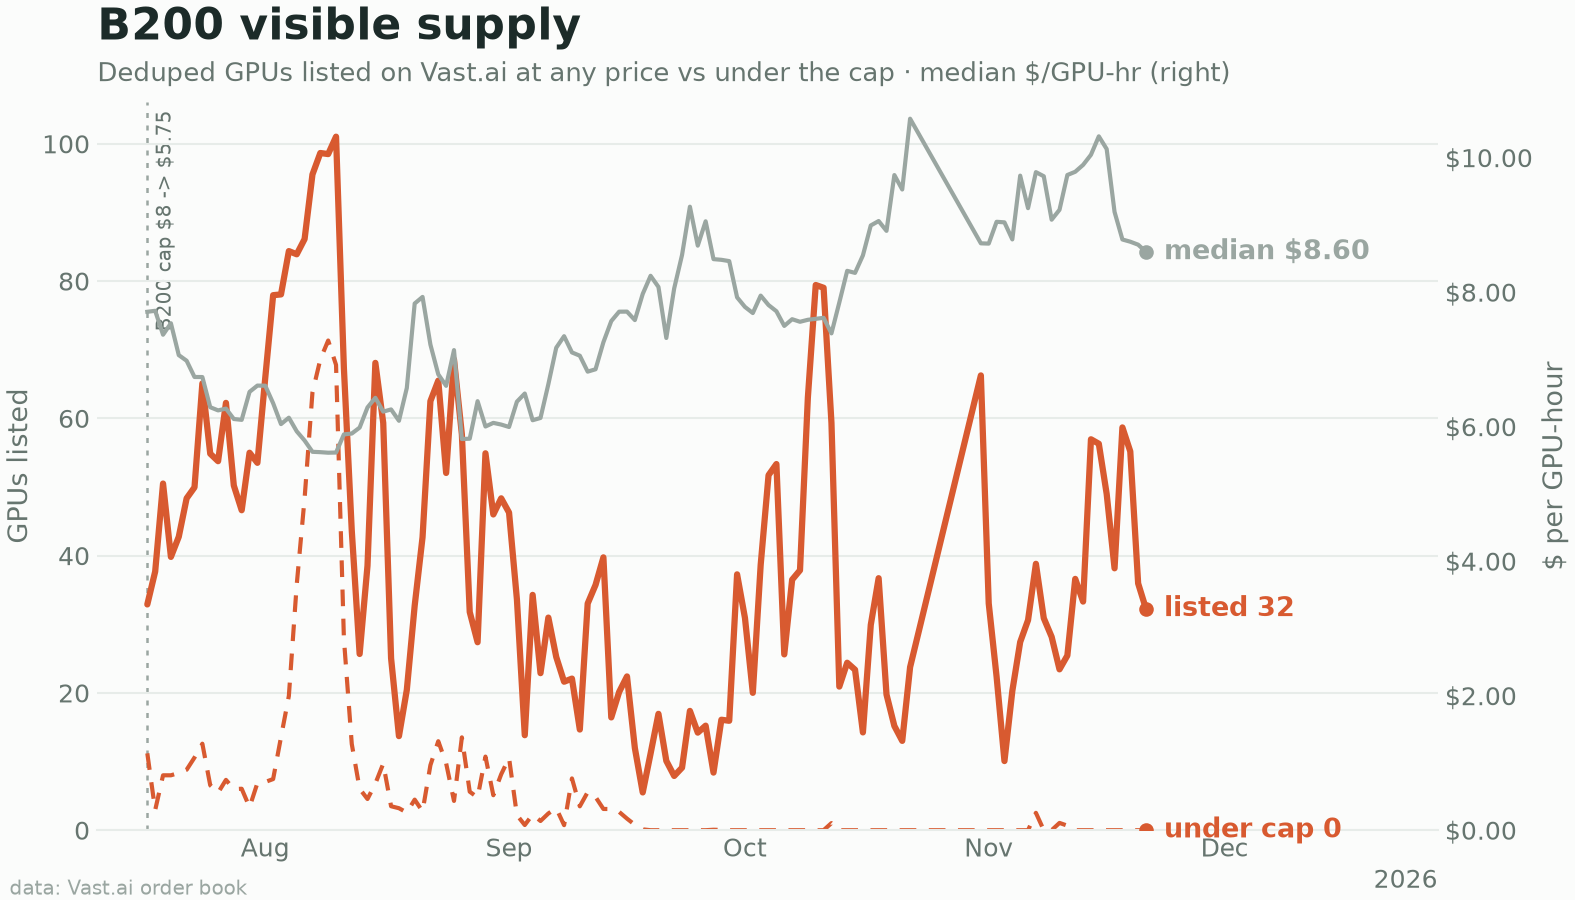 B200 visible supply
Deduped GPUs listed on Vast.ai at any price vs under the cap · median $/GPU-hr (right)
B200 cap $8 -> $5.75
GPUs listed
100
80
60
40
20
0
$10.00
$8.00
$6.00
$4.00
$2.00
$0.00
$ per GPU-hour
median $8.60
listed 32
under cap 0
Aug
Sep
Oct
Nov
Dec
2026
data: Vast.ai order book